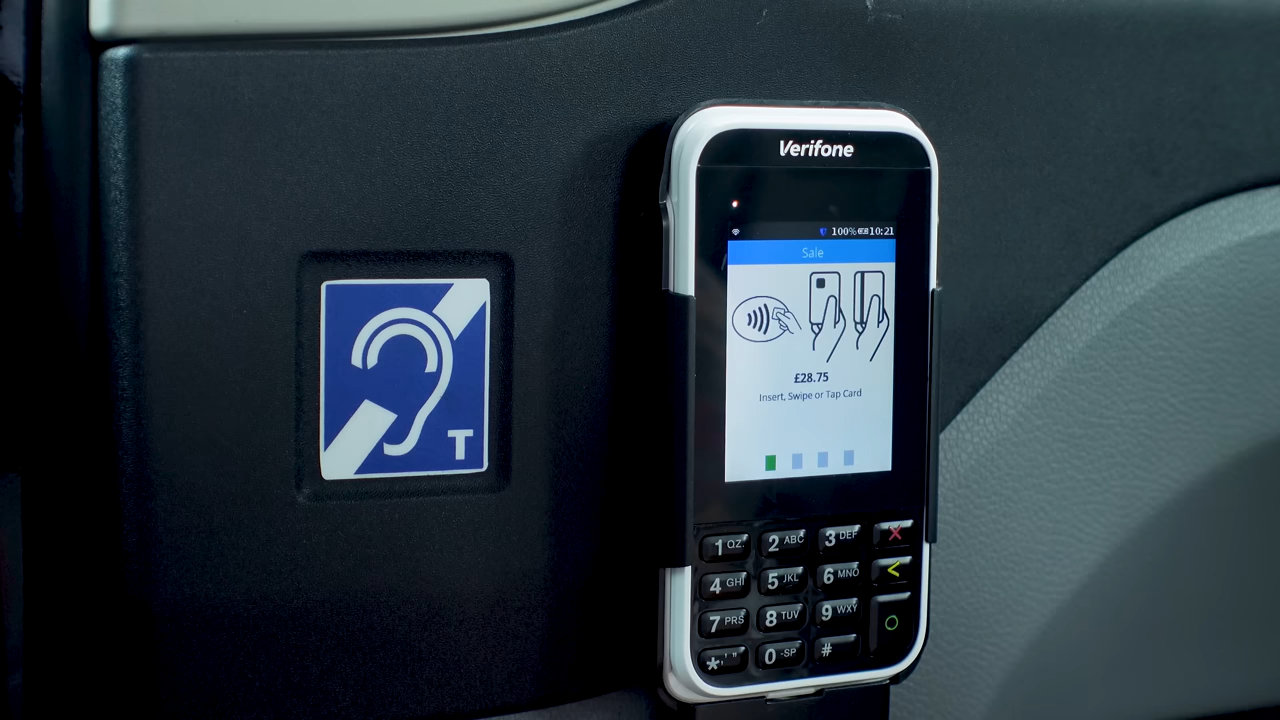 T
Verifone
100% 10:21
Sale
£28.75
Insert, Swipe or Tap Card
1 QZ. 2 ABC 3 DEF
4 GHI 5 JKL 6 MNO <
7 PRS 8 TUV 9 WXY
*,'" 0 -SP #